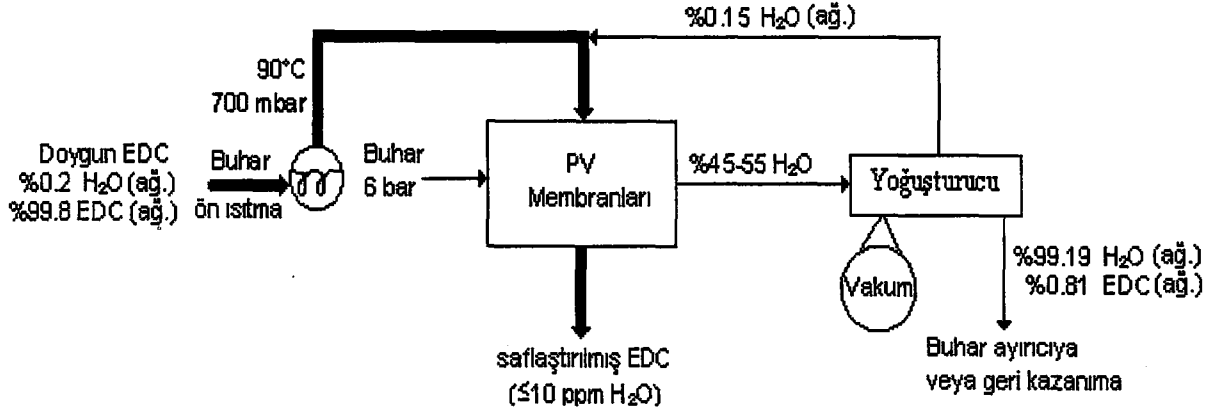 %0.15 H₂O (ağ.)
90°C
700 mbar
Doygun EDC
%0.2 H₂O (ağ.)
%99.8 EDC (ağ.)
Buhar
ön ısıtma
Buhar
6 bar
PV
Membranları
%45-55 H₂O
Yoğuşturucu
Vakum
%99.19 H₂O (ağ.)
%0.81 EDC (ağ.)
Buhar ayırıcıya
veya geri kazanıma
saflaştırılmış EDC
(≤10 ppm H₂O)